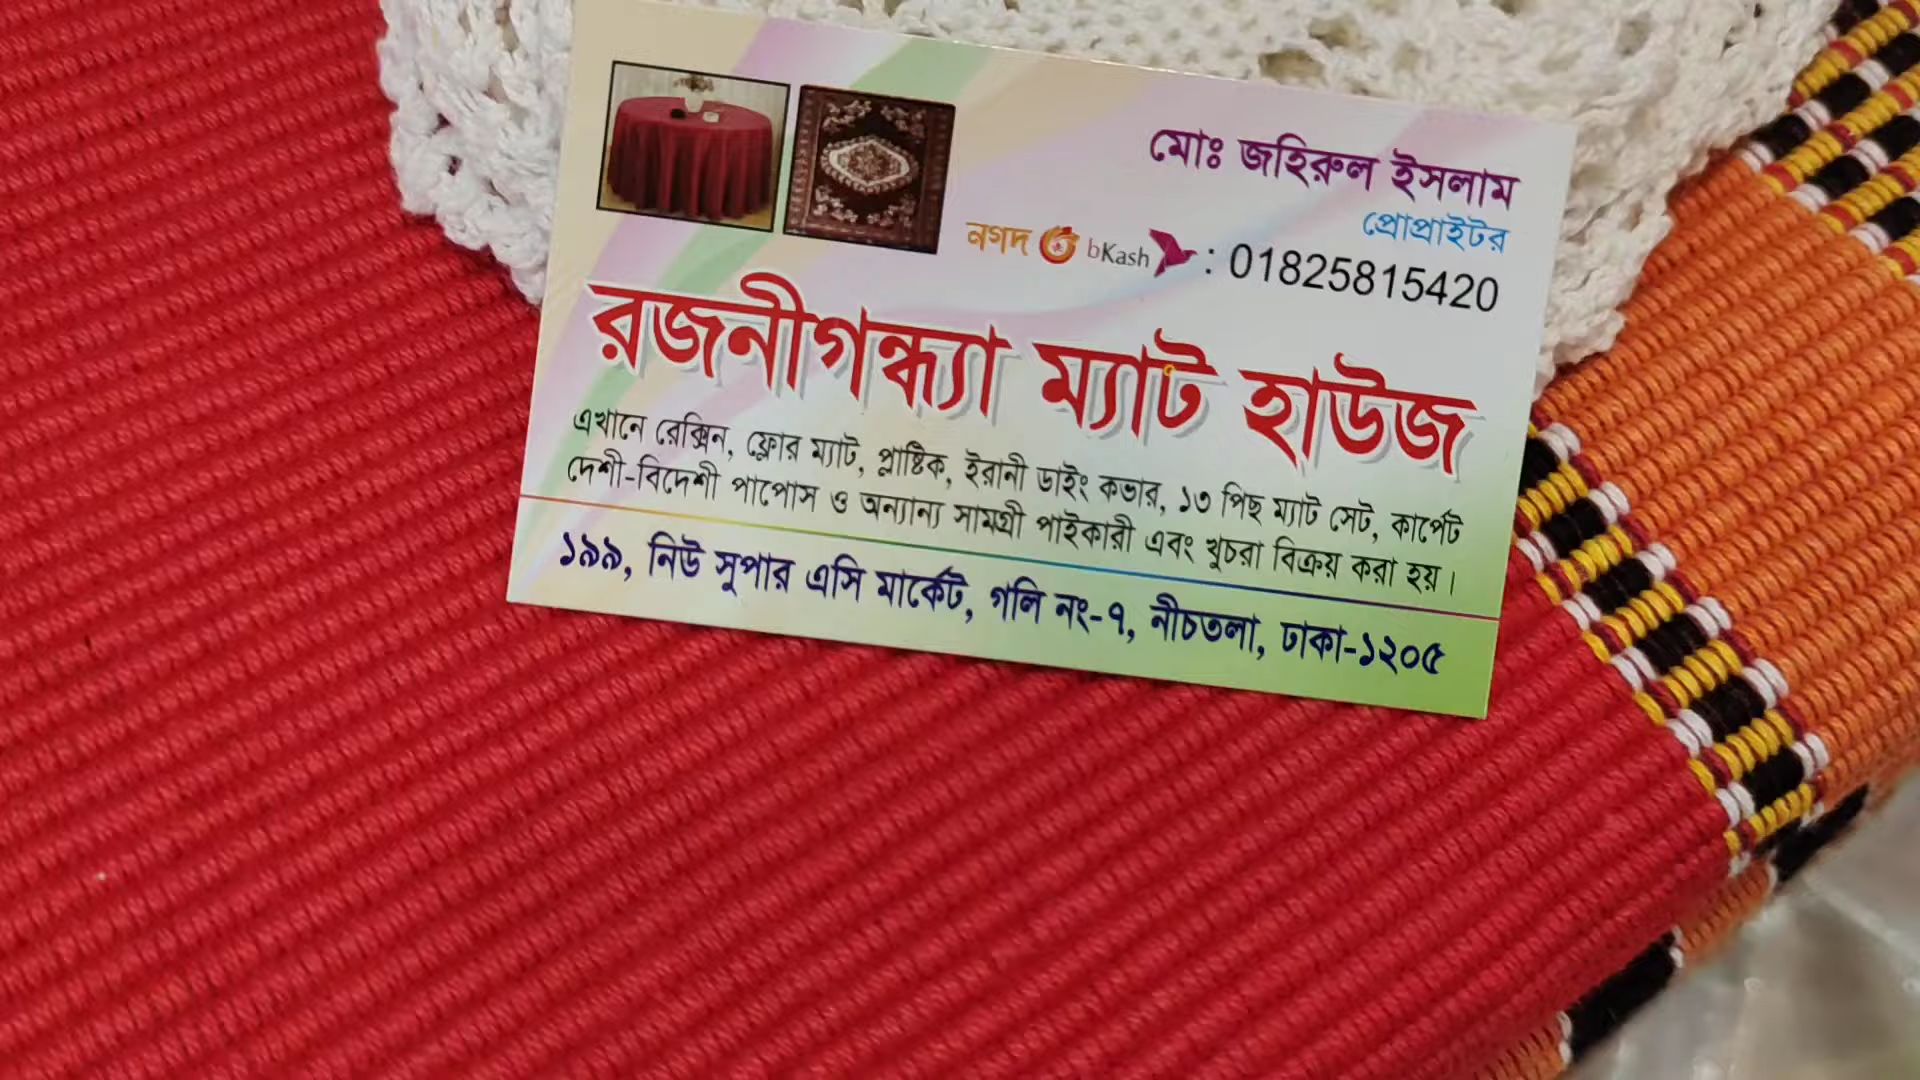 মোঃ জহিরুল ইসলাম
প্রোপ্রাইটর
নগদ bKash : 01825815420
রজনীগন্ধ্যা ম্যাট হাউজ
এখানে রেক্সিন, ফ্লোর ম্যাট, প্লাষ্টিক, ইরানী ডাইং কভার, ১৩ পিছ ম্যাট সেট, কার্পেট
দেশী-বিদেশী পাপোস ও অন্যান্য সামগ্রী পাইকারী এবং খুচরা বিক্রয় করা হয়।
১৯৯, নিউ সুপার এসি মার্কেট, গলি নং-৭, নীচতলা, ঢাকা-১২০৫